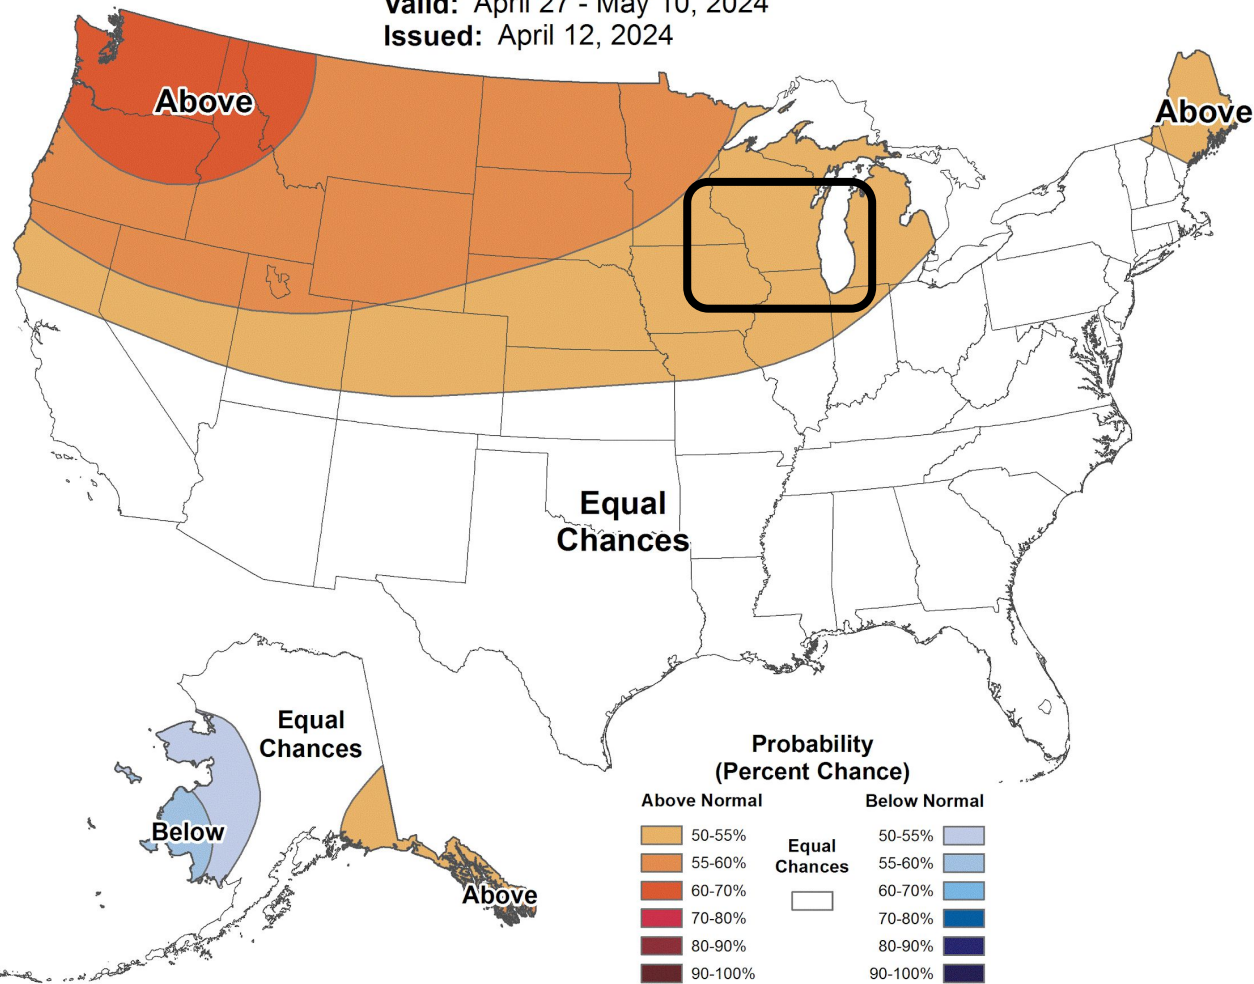 Valid: April 27 - May 10, 2024
Issued: April 12, 2024
Above
Above
Equal
Chances
Equal
Chances
Below
Above
Probability
(Percent Chance)
Above Normal
Below Normal
50-55%
55-60%
60-70%
70-80%
80-90%
90-100%
Equal
Chances
50-55%
55-60%
60-70%
70-80%
80-90%
90-100%